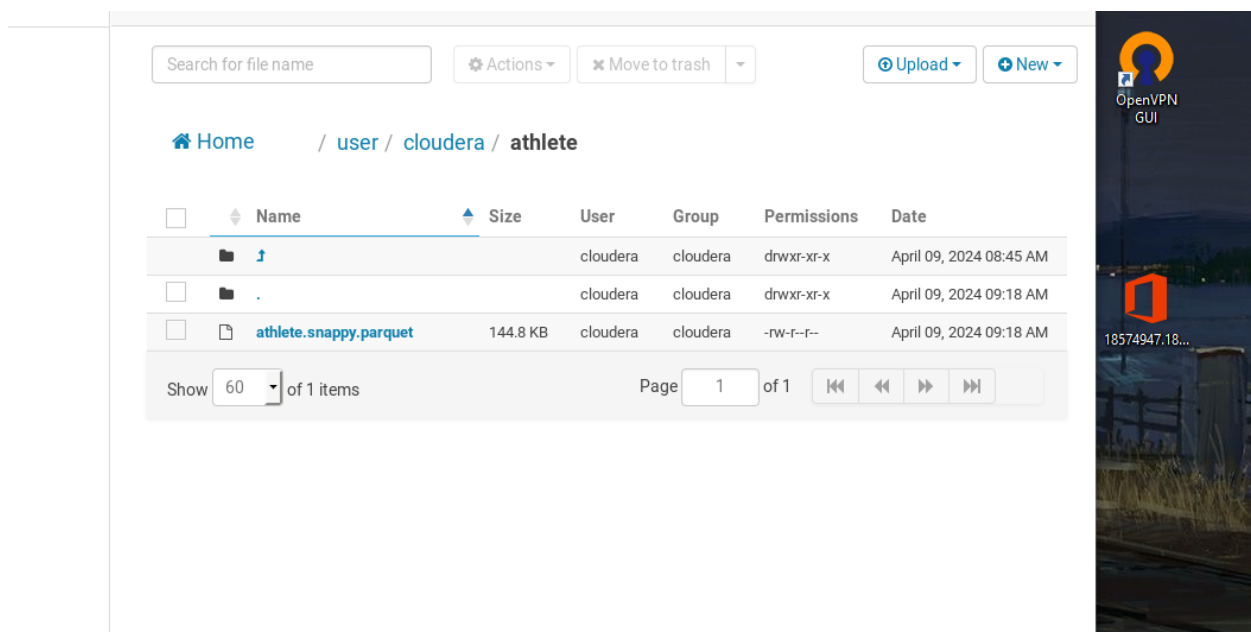 Search for file name
Actions
Move to trash
Upload
New
Home / user / cloudera / athlete
Name Size User Group Permissions Date
cloudera cloudera drwxr-xr-x April 09, 2024 08:45 AM
. cloudera cloudera drwxr-xr-x April 09, 2024 09:18 AM
athlete.snappy.parquet 144.8 KB cloudera cloudera -rw-r--r-- April 09, 2024 09:18 AM
Show 60 of 1 items Page 1 of 1
OpenVPN
GUI
18574947.18...